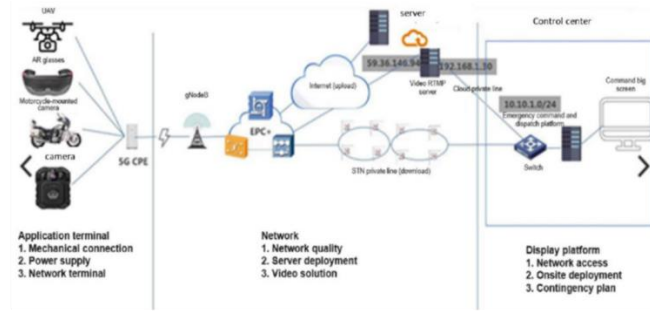 UAV
AR glasses
Motorcycle-mounted
camera
camera
5G CPE
gNodeB
EPC+
Internet (upload)
server
59.36.146.94
192.168.1.30
Video RTMP
server
Cloud private line
STN private line (download)
Control center
10.10.1.0/24
Emergency command and
dispatch platform
Switch
Command big
screen
Application terminal
1. Mechanical connection
2. Power supply
3. Network terminal
Network
1. Network quality
2. Server deployment
3. Video solution
Display platform
1. Network access
2. Onsite deployment
3. Contingency plan